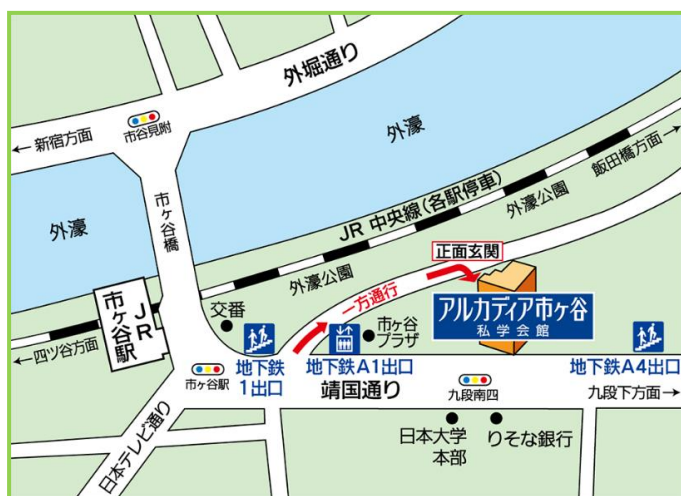 外堀通り
←新宿方面
市谷見附
外濠
飯田橋方面→
JR 中央線(各駅停車)
外濠公園
外濠
市ヶ谷橋
正面玄関
外濠公園
一方通行
アルカディア市ヶ谷
私学会館
JR
市ヶ谷駅
交番
市ヶ谷
プラザ
←四ツ谷方面
地下鉄
1出口
地下鉄A1出口
地下鉄A4出口
市ヶ谷駅
靖国通り
九段南四
九段下方面→
日本テレビ通り
日本大学
本部
りそな銀行